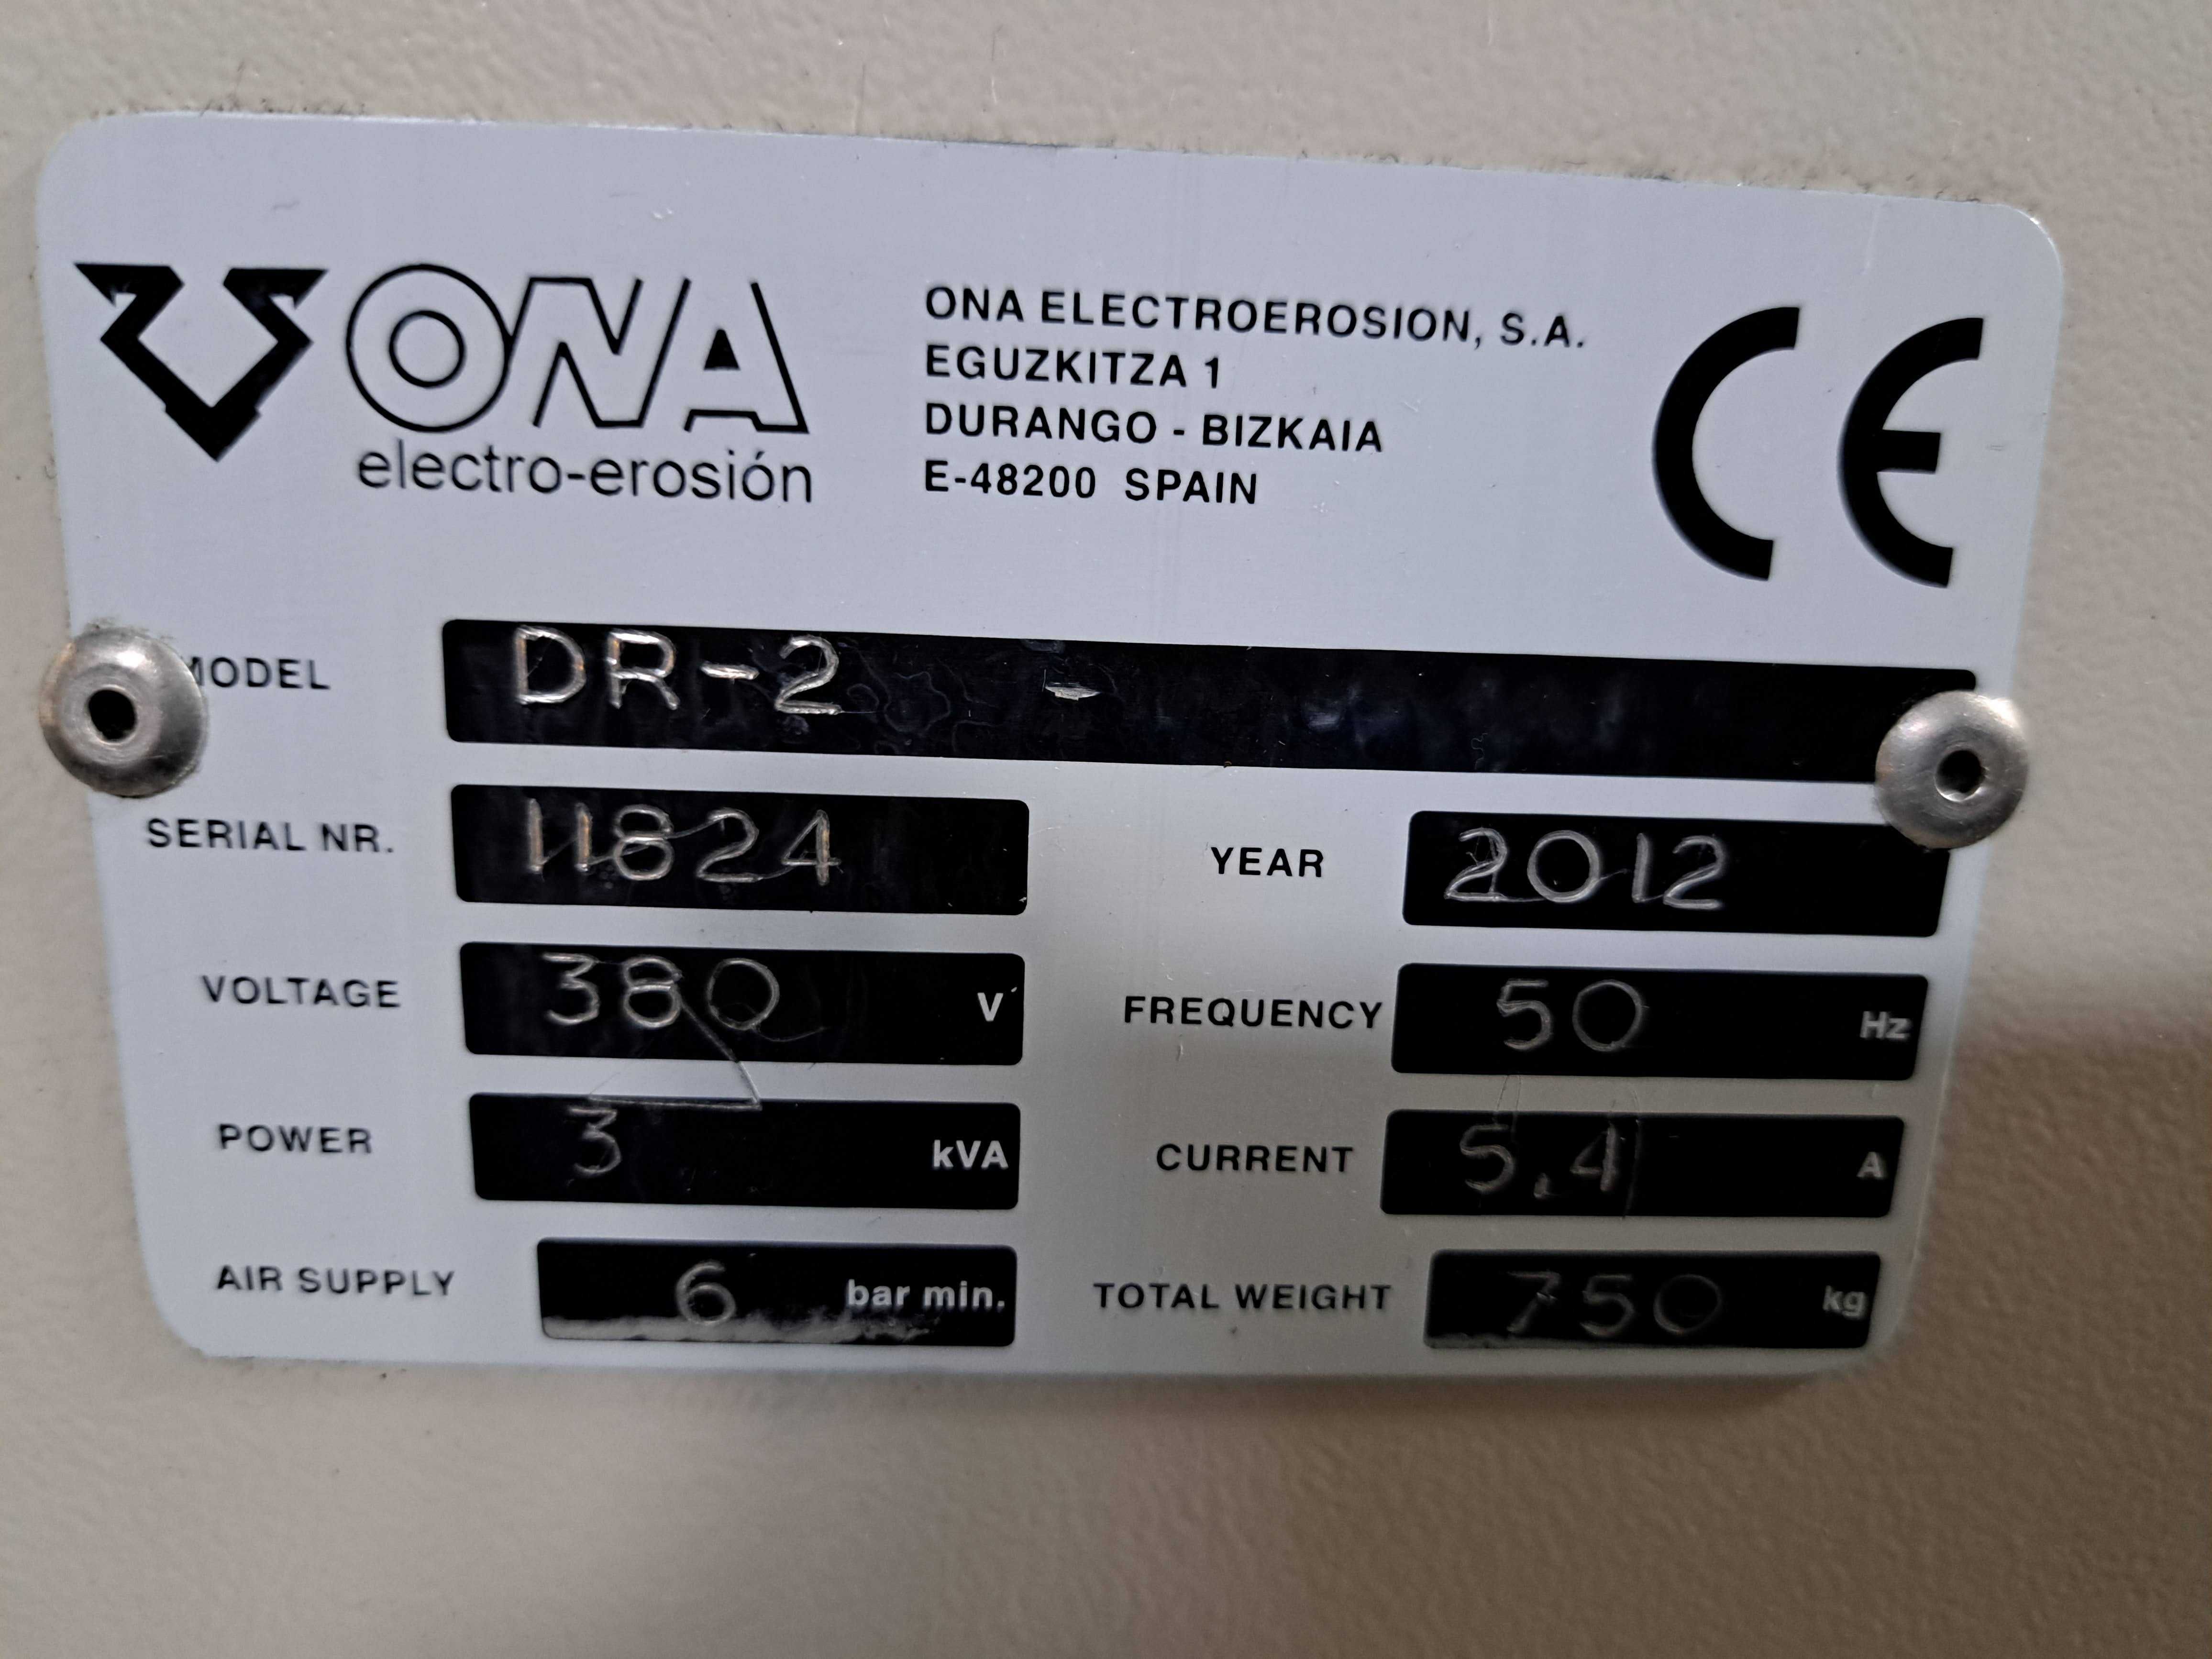 ONA
electro-erosión
ONA ELECTROEROSION, S.A.
EGUZKITZA 1
DURANGO - BIZKAIA
E-48200 SPAIN
CE
MODEL DR-2
SERIAL NR. 11824 YEAR 2012
VOLTAGE 380 V FREQUENCY 50 Hz
POWER 3 kVA CURRENT 5.4 A
AIR SUPPLY 6 bar min. TOTAL WEIGHT 750 kg